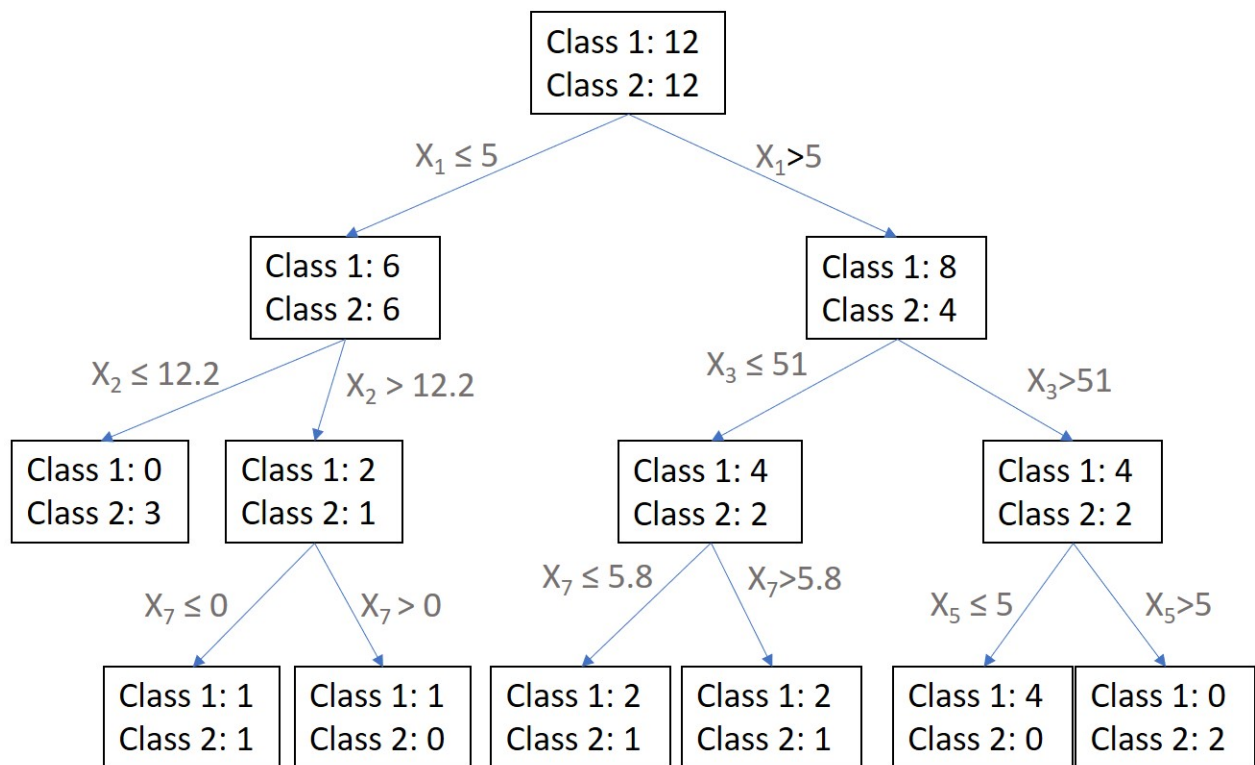 Class 1: 12
Class 2: 12
X₁ ≤ 5
X₁>5
Class 1: 6
Class 2: 6
Class 1: 8
Class 2: 4
X₂ ≤ 12.2
X₂ > 12.2
X₃ ≤ 51
X₃>51
Class 1: 0
Class 2: 3
Class 1: 2
Class 2: 1
Class 1: 4
Class 2: 2
Class 1: 4
Class 2: 2
X₇ ≤ 0
X₇ > 0
X₇ ≤ 5.8
X₇>5.8
X₅ ≤ 5
X₅>5
Class 1: 1
Class 2: 1
Class 1: 1
Class 2: 0
Class 1: 2
Class 2: 1
Class 1: 2
Class 2: 1
Class 1: 4
Class 2: 0
Class 1: 0
Class 2: 2